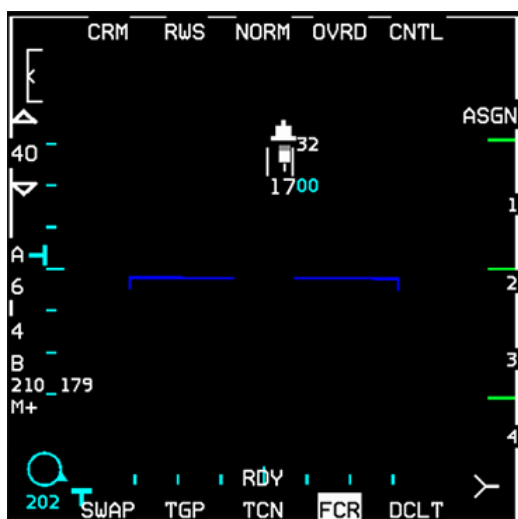 CRM RWS NORM OVRD CNTL
ASGN
40
32
1700
1
A
6
2
4
3
B
210_179
M+
4
RDY
202
SWAP TGP TCN FCR DCLT